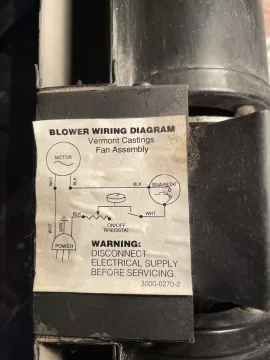 BLOWER WIRING DIAGRAM
Vermont Castings
Fan Assembly
MOTOR
WHT
BLK
BLK
SNAPSTAT
BLK
WHT
WHT
GRN
ON/OFF
RHEOSTAT
POWER
WARNING:
DISCONNECT
ELECTRICAL SUPPLY
BEFORE SERVICING.
3000-0270-2